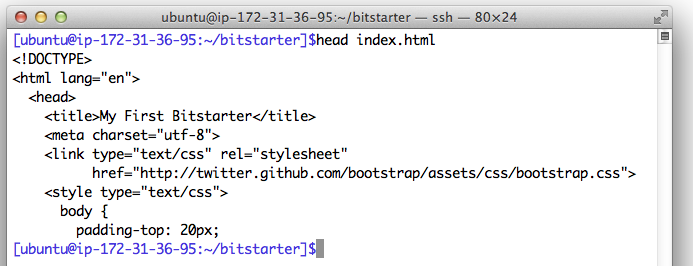 ubuntu@ip-172-31-36-95:~/bitstarter — ssh — 80×24
[ubuntu@ip-172-31-36-95:~/bitstarter]$head index.html
<!DOCTYPE>
<html lang="en">
  <head>
    <title>My First Bitstarter</title>
    <meta charset="utf-8">
    <link type="text/css" rel="stylesheet"
          href="http://twitter.github.com/bootstrap/assets/css/bootstrap.css">
    <style type="text/css">
      body {
        padding-top: 20px;
[ubuntu@ip-172-31-36-95:~/bitstarter]$